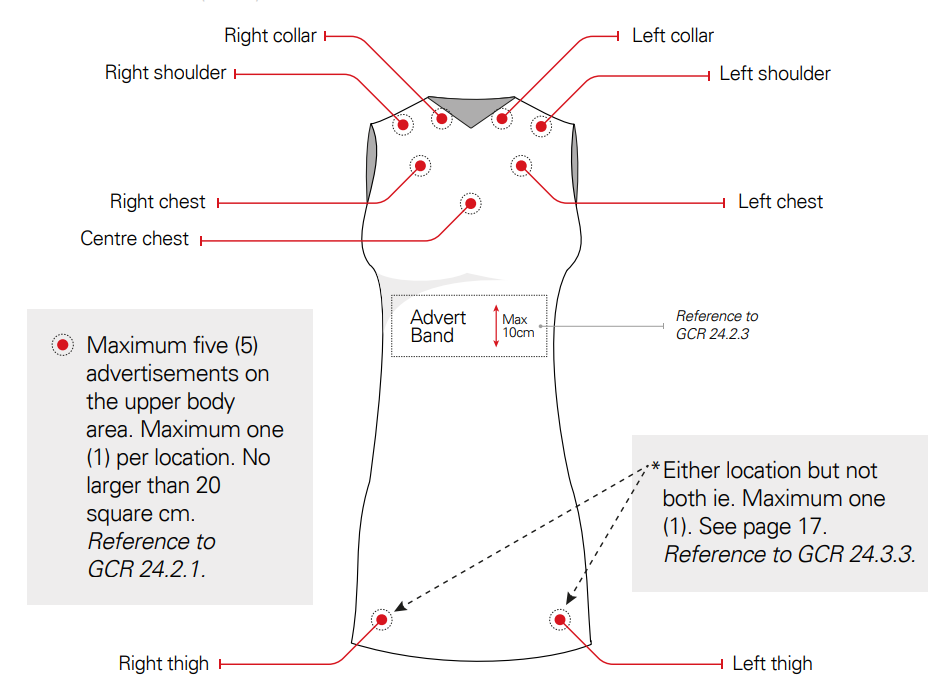 Right collar
Left collar
Right shoulder
Left shoulder
Right chest
Left chest
Centre chest
Advert
Band
Max
10cm
Reference to
GCR 24.2.3
Maximum five (5)
advertisements on
the upper body
area. Maximum one
(1) per location. No
larger than 20
square cm.
Reference to
GCR 24.2.1.
*Either location but not
both ie. Maximum one
(1). See page 17.
Reference to GCR 24.3.3.
Right thigh
Left thigh